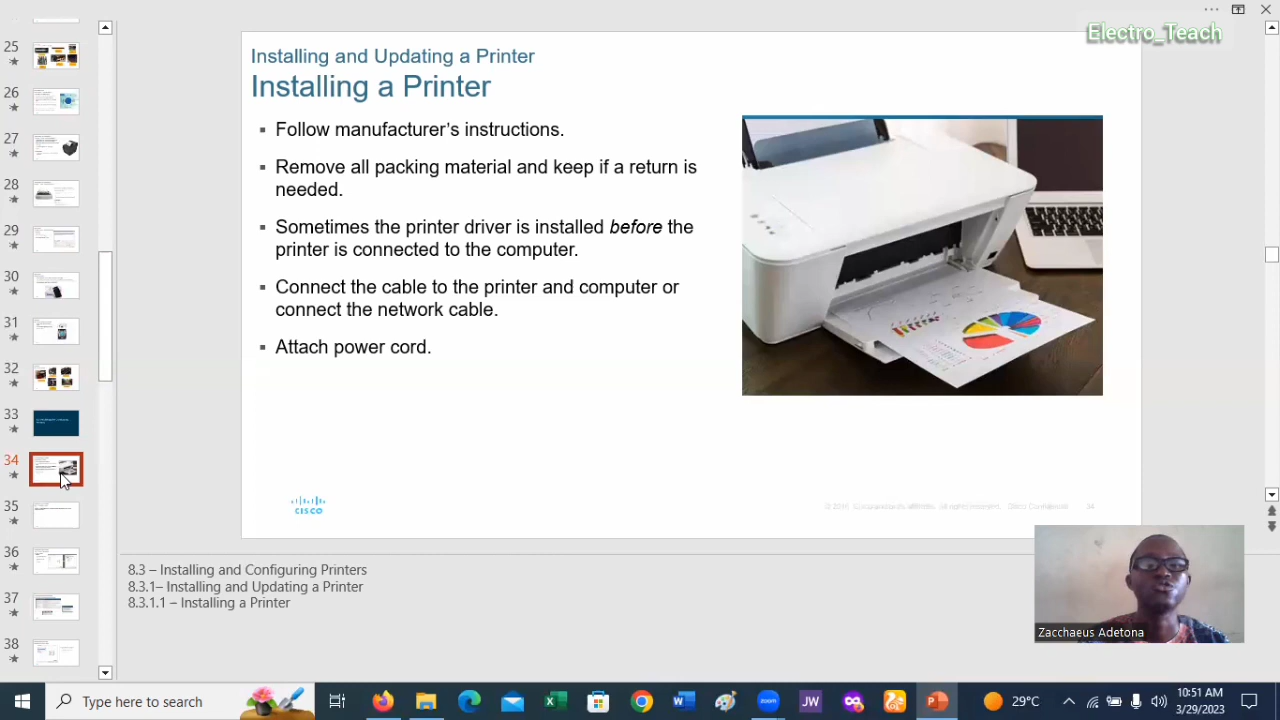 Electro_Teach
25
26
27
28
29
30
31
32
33
34
35
36
37
38
Installing and Updating a Printer
Installing a Printer
▪ Follow manufacturer's instructions.
▪ Remove all packing material and keep if a return is
needed.
▪ Sometimes the printer driver is installed before the
printer is connected to the computer.
▪ Connect the cable to the printer and computer or
connect the network cable.
▪ Attach power cord.
CISCO
34
8.3 – Installing and Configuring Printers
8.3.1– Installing and Updating a Printer
8.3.1.1 – Installing a Printer
Zacchaeus Adetona
Type here to search
JW
29°C
10:51 AM
3/29/2023